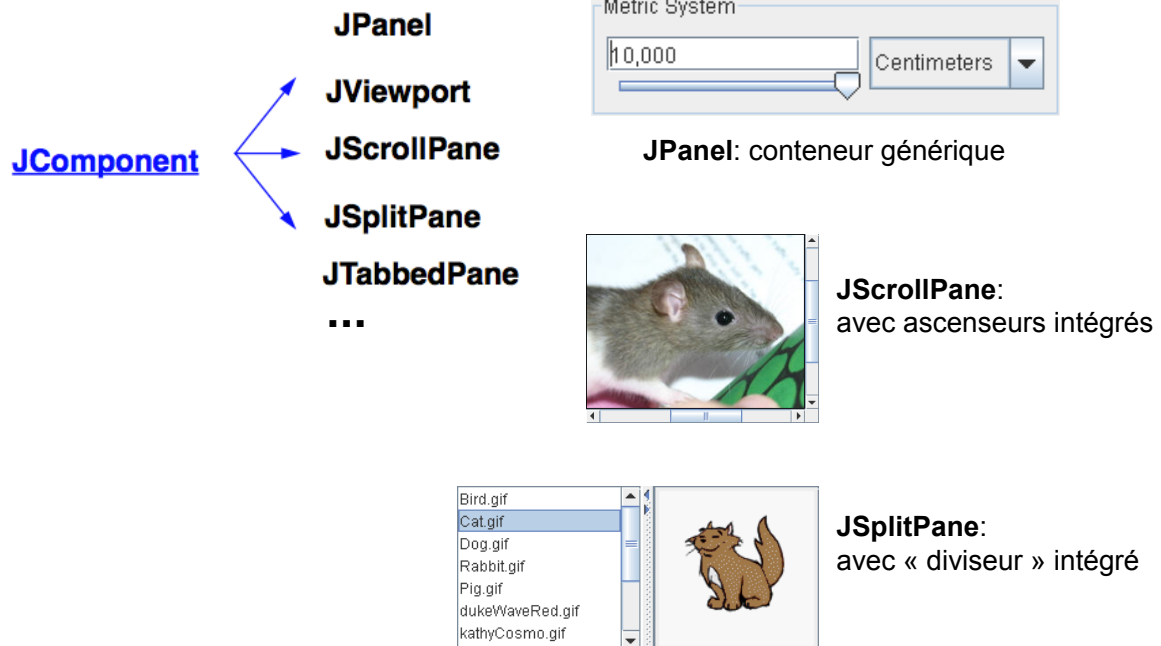 JPanel
JViewport
JComponent
JScrollPane
JSplitPane
JTabbedPane
...
Metric System
10,000
Centimeters
JPanel: conteneur générique
JScrollPane:
avec ascenseurs intégrés
Bird.gif
Cat.gif
Dog.gif
Rabbit.gif
Pig.gif
dukeWaveRed.gif
kathyCosmo.gif
JSplitPane:
avec « diviseur » intégré